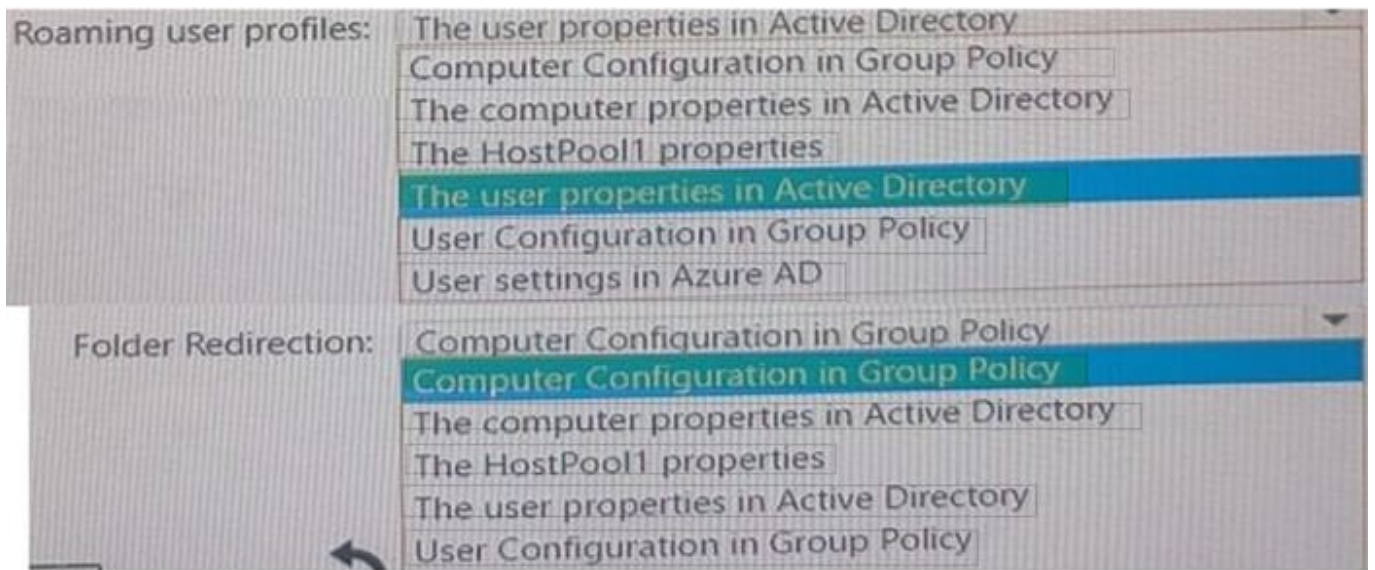 Roaming user profiles: The user properties in Active Directory
Computer Configuration in Group Policy
The computer properties in Active Directory
The HostPool1 properties
The user properties in Active Directory
User Configuration in Group Policy
User settings in Azure AD
Folder Redirection: Computer Configuration in Group Policy
Computer Configuration in Group Policy
The computer properties in Active Directory
The HostPool1 properties
The user properties in Active Directory
User Configuration in Group Policy